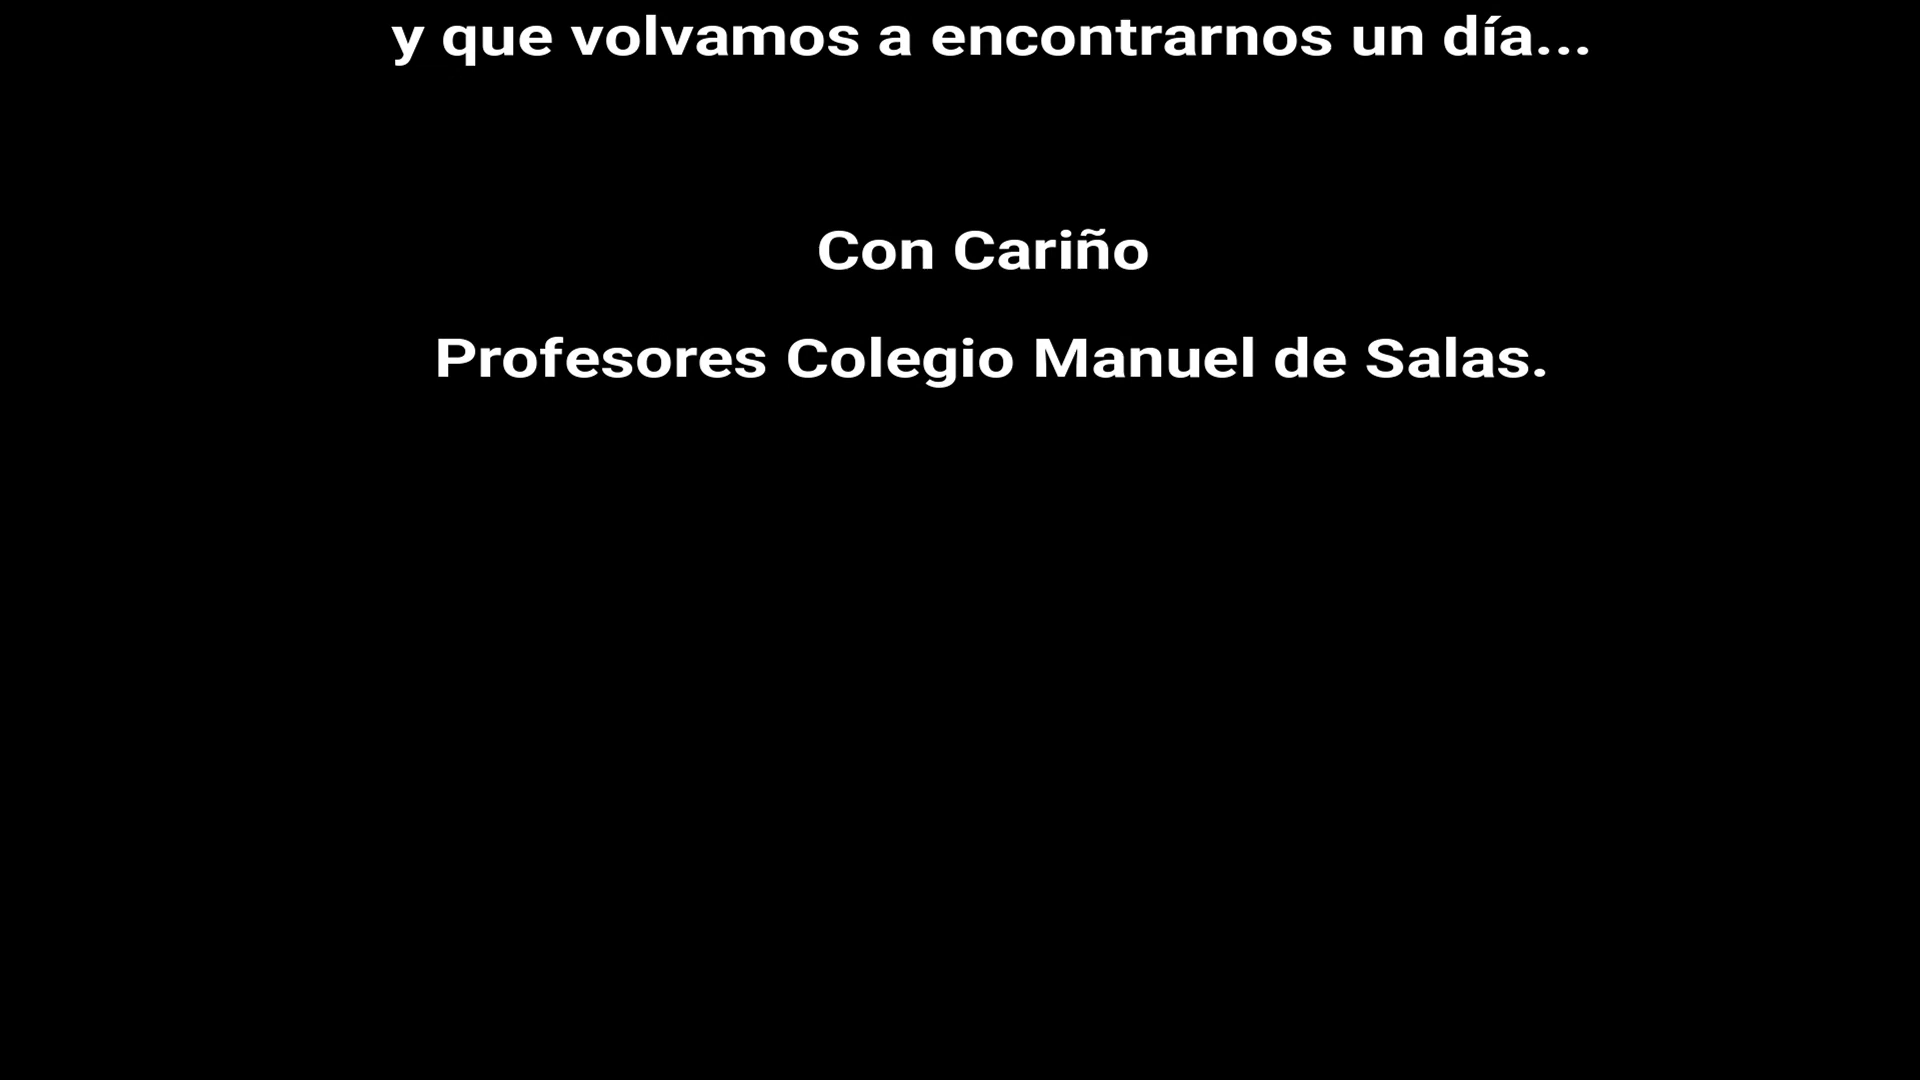 y que volvamos a encontrarnos un día...
Con Cariño
Profesores Colegio Manuel de Salas.